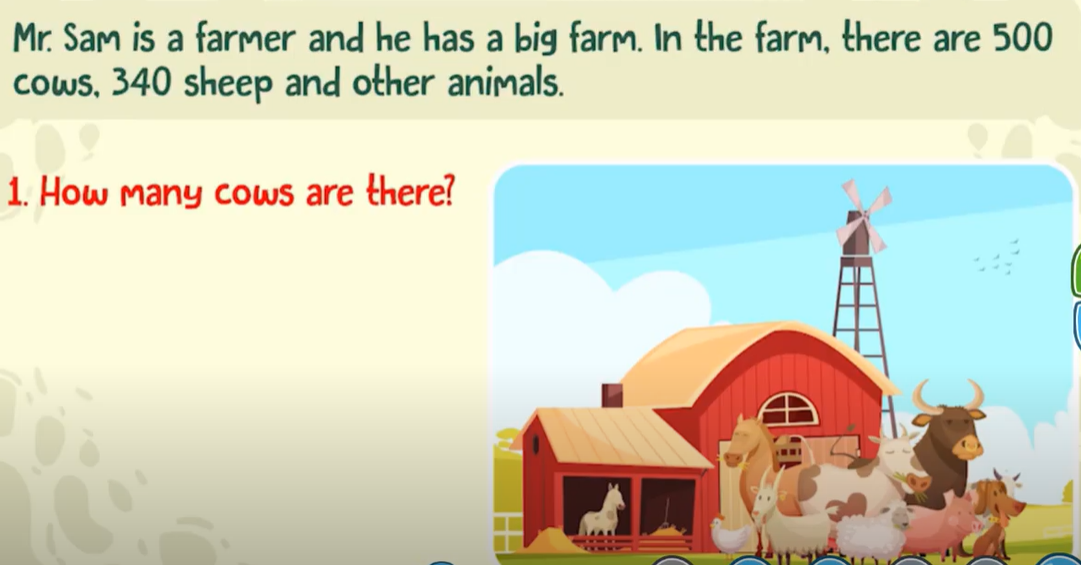 Mr. Sam is a farmer and he has a big farm. In the farm, there are 500
cows, 340 sheep and other animals.
1. How many cows are there?